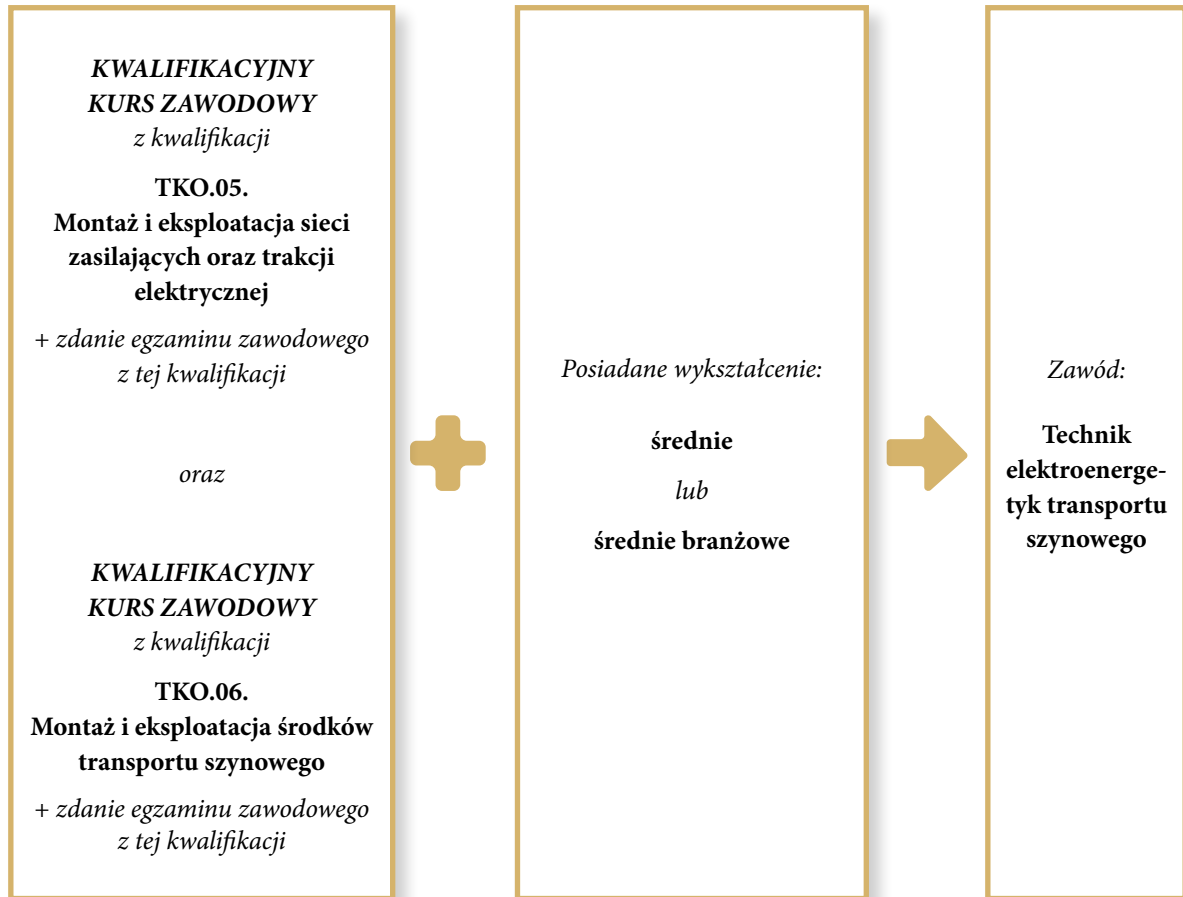 KWALIFIKACYJNY
KURS ZAWODOWY
z kwalifikacji
TKO.05.
Montaż i eksploatacja sieci
zasilających oraz trakcji
elektrycznej
+ zdanie egzaminu zawodowego
z tej kwalifikacji
oraz
KWALIFIKACYJNY
KURS ZAWODOWY
z kwalifikacji
TKO.06.
Montaż i eksploatacja środków
transportu szynowego
+ zdanie egzaminu zawodowego
z tej kwalifikacji
Posiadane wykształcenie:
średnie
lub
średnie branżowe
Zawód:
Technik
elektroenerge-
tyk transportu
szynowego